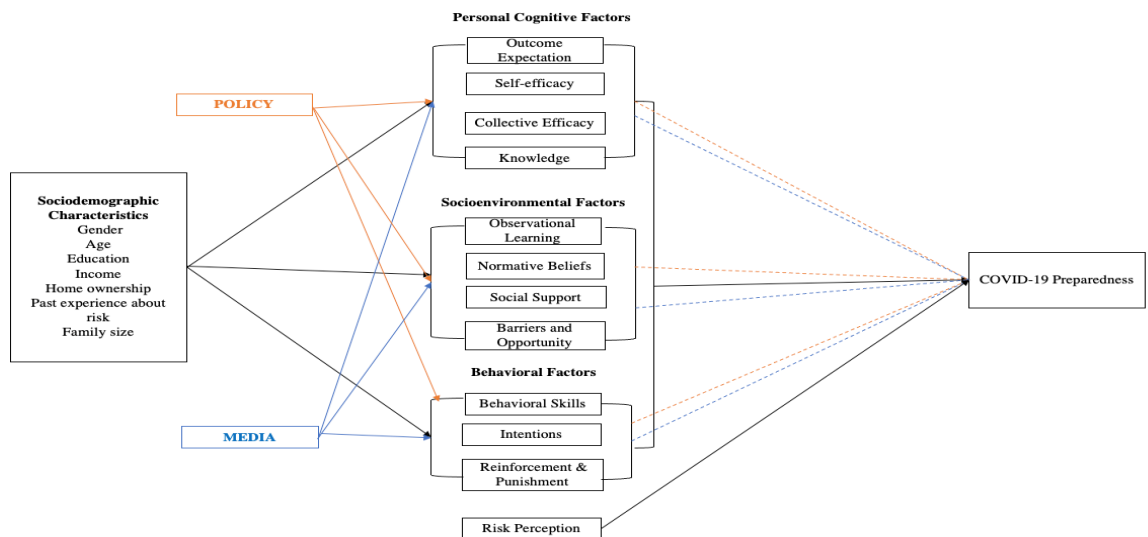 Personal Cognitive Factors
Outcome
Expectation
Self-efficacy
Collective Efficacy
Knowledge
POLICY
Sociodemographic
Characteristics
Gender
Age
Education
Income
Home ownership
Past experience about
risk
Family size
MEDIA
Socioenvironmental Factors
Observational
Learning
Normative Beliefs
Social Support
Barriers and
Opportunity
Behavioral Factors
Behavioral Skills
Intentions
Reinforcement &
Punishment
Risk Perception
COVID-19 Preparedness